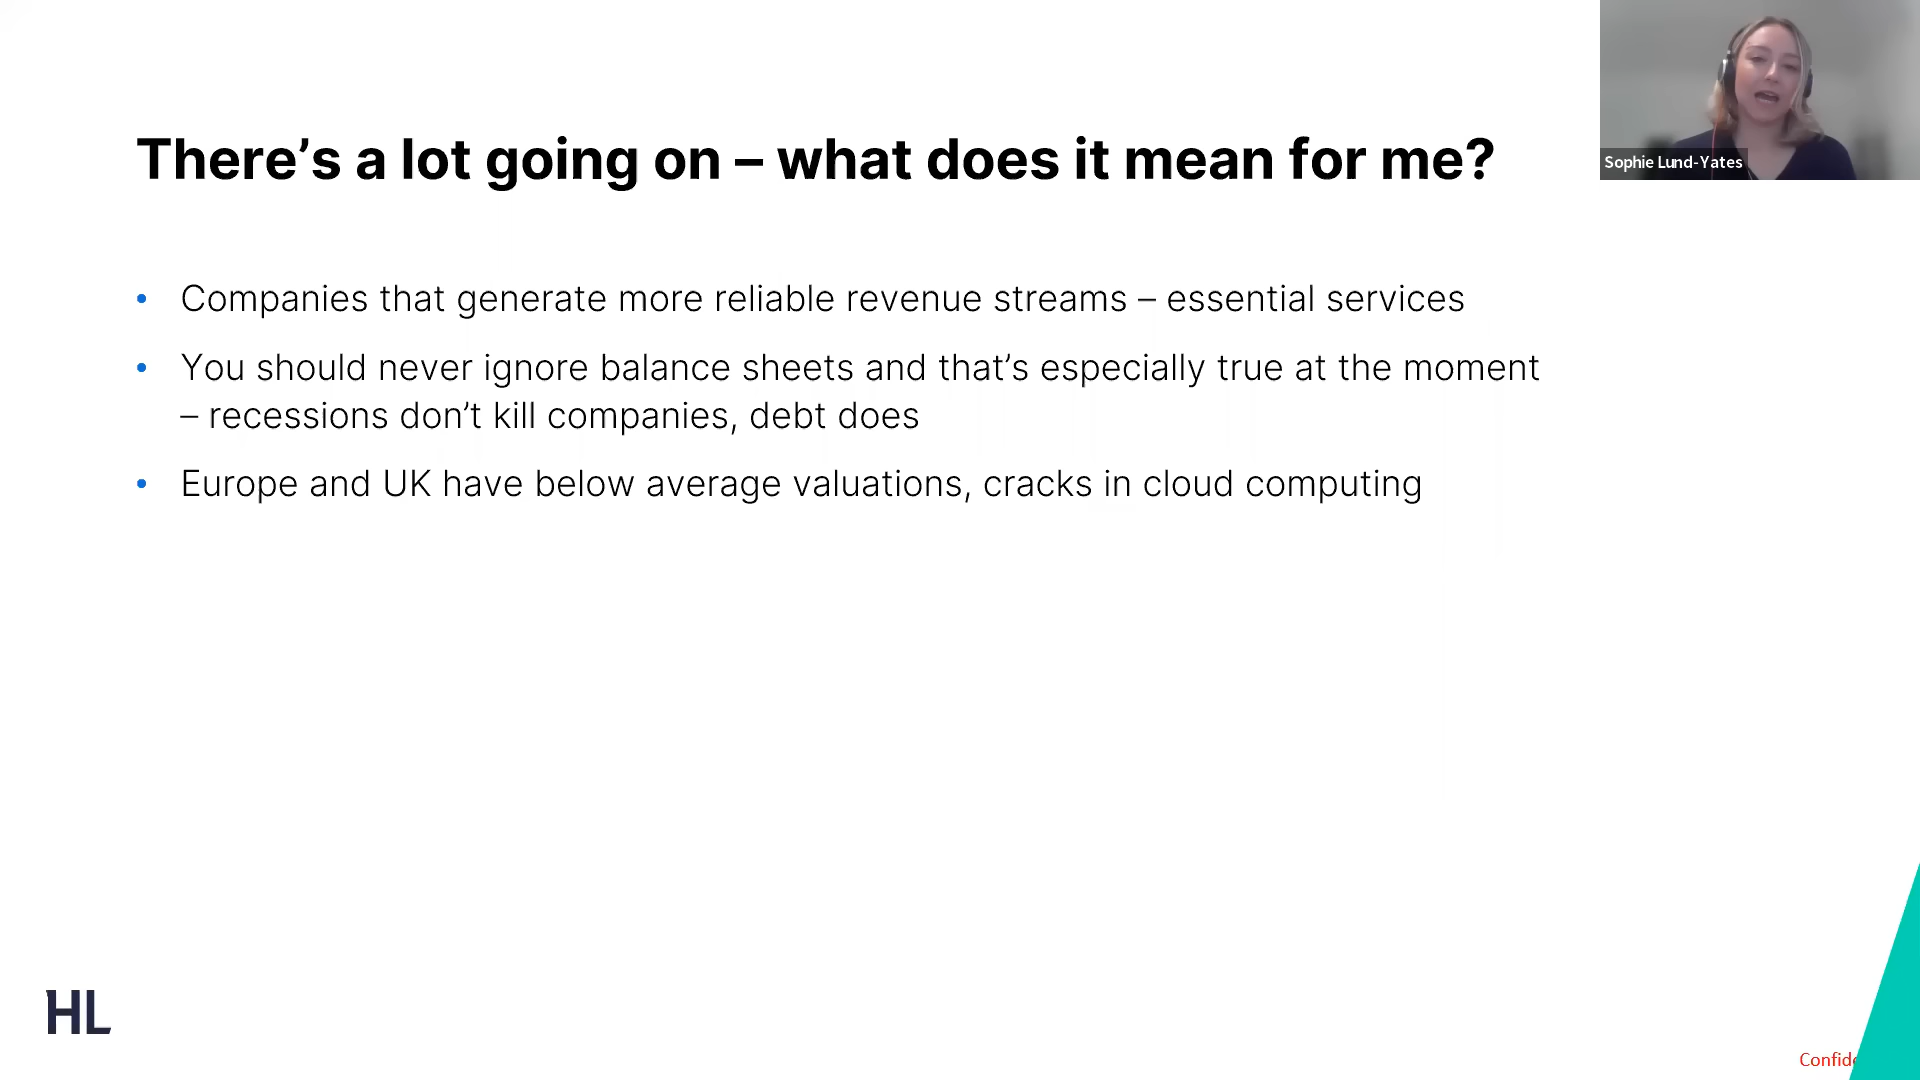 There’s a lot going on – what does it mean for me?
Sophie Lund-Yates
• Companies that generate more reliable revenue streams – essential services
• You should never ignore balance sheets and that’s especially true at the moment
– recessions don’t kill companies, debt does
• Europe and UK have below average valuations, cracks in cloud computing
HL
Confide